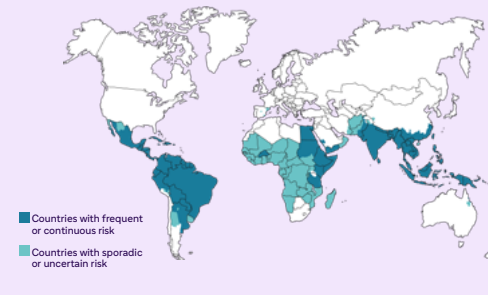 Countries with frequent
or continuous risk
Countries with sporadic
or uncertain risk